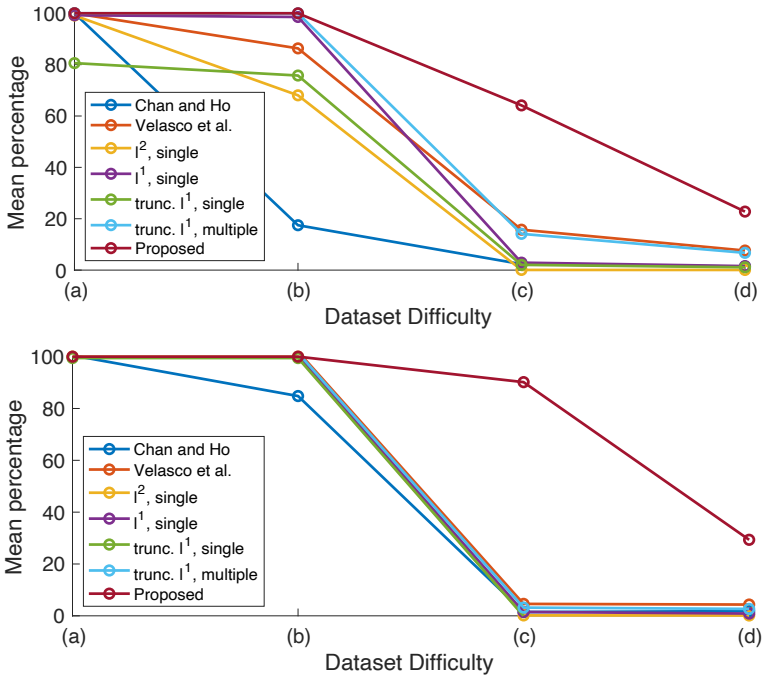 100
80
60
40
20
0
Mean percentage
Chan and Ho
Velasco et al.
l², single
l¹, single
trunc. l¹, single
trunc. l¹, multiple
Proposed
(a) (b) (c) (d)
Dataset Difficulty
100
80
60
40
20
0
Mean percentage
Chan and Ho
Velasco et al.
l², single
l¹, single
trunc. l¹, single
trunc. l¹, multiple
Proposed
(a) (b) (c) (d)
Dataset Difficulty